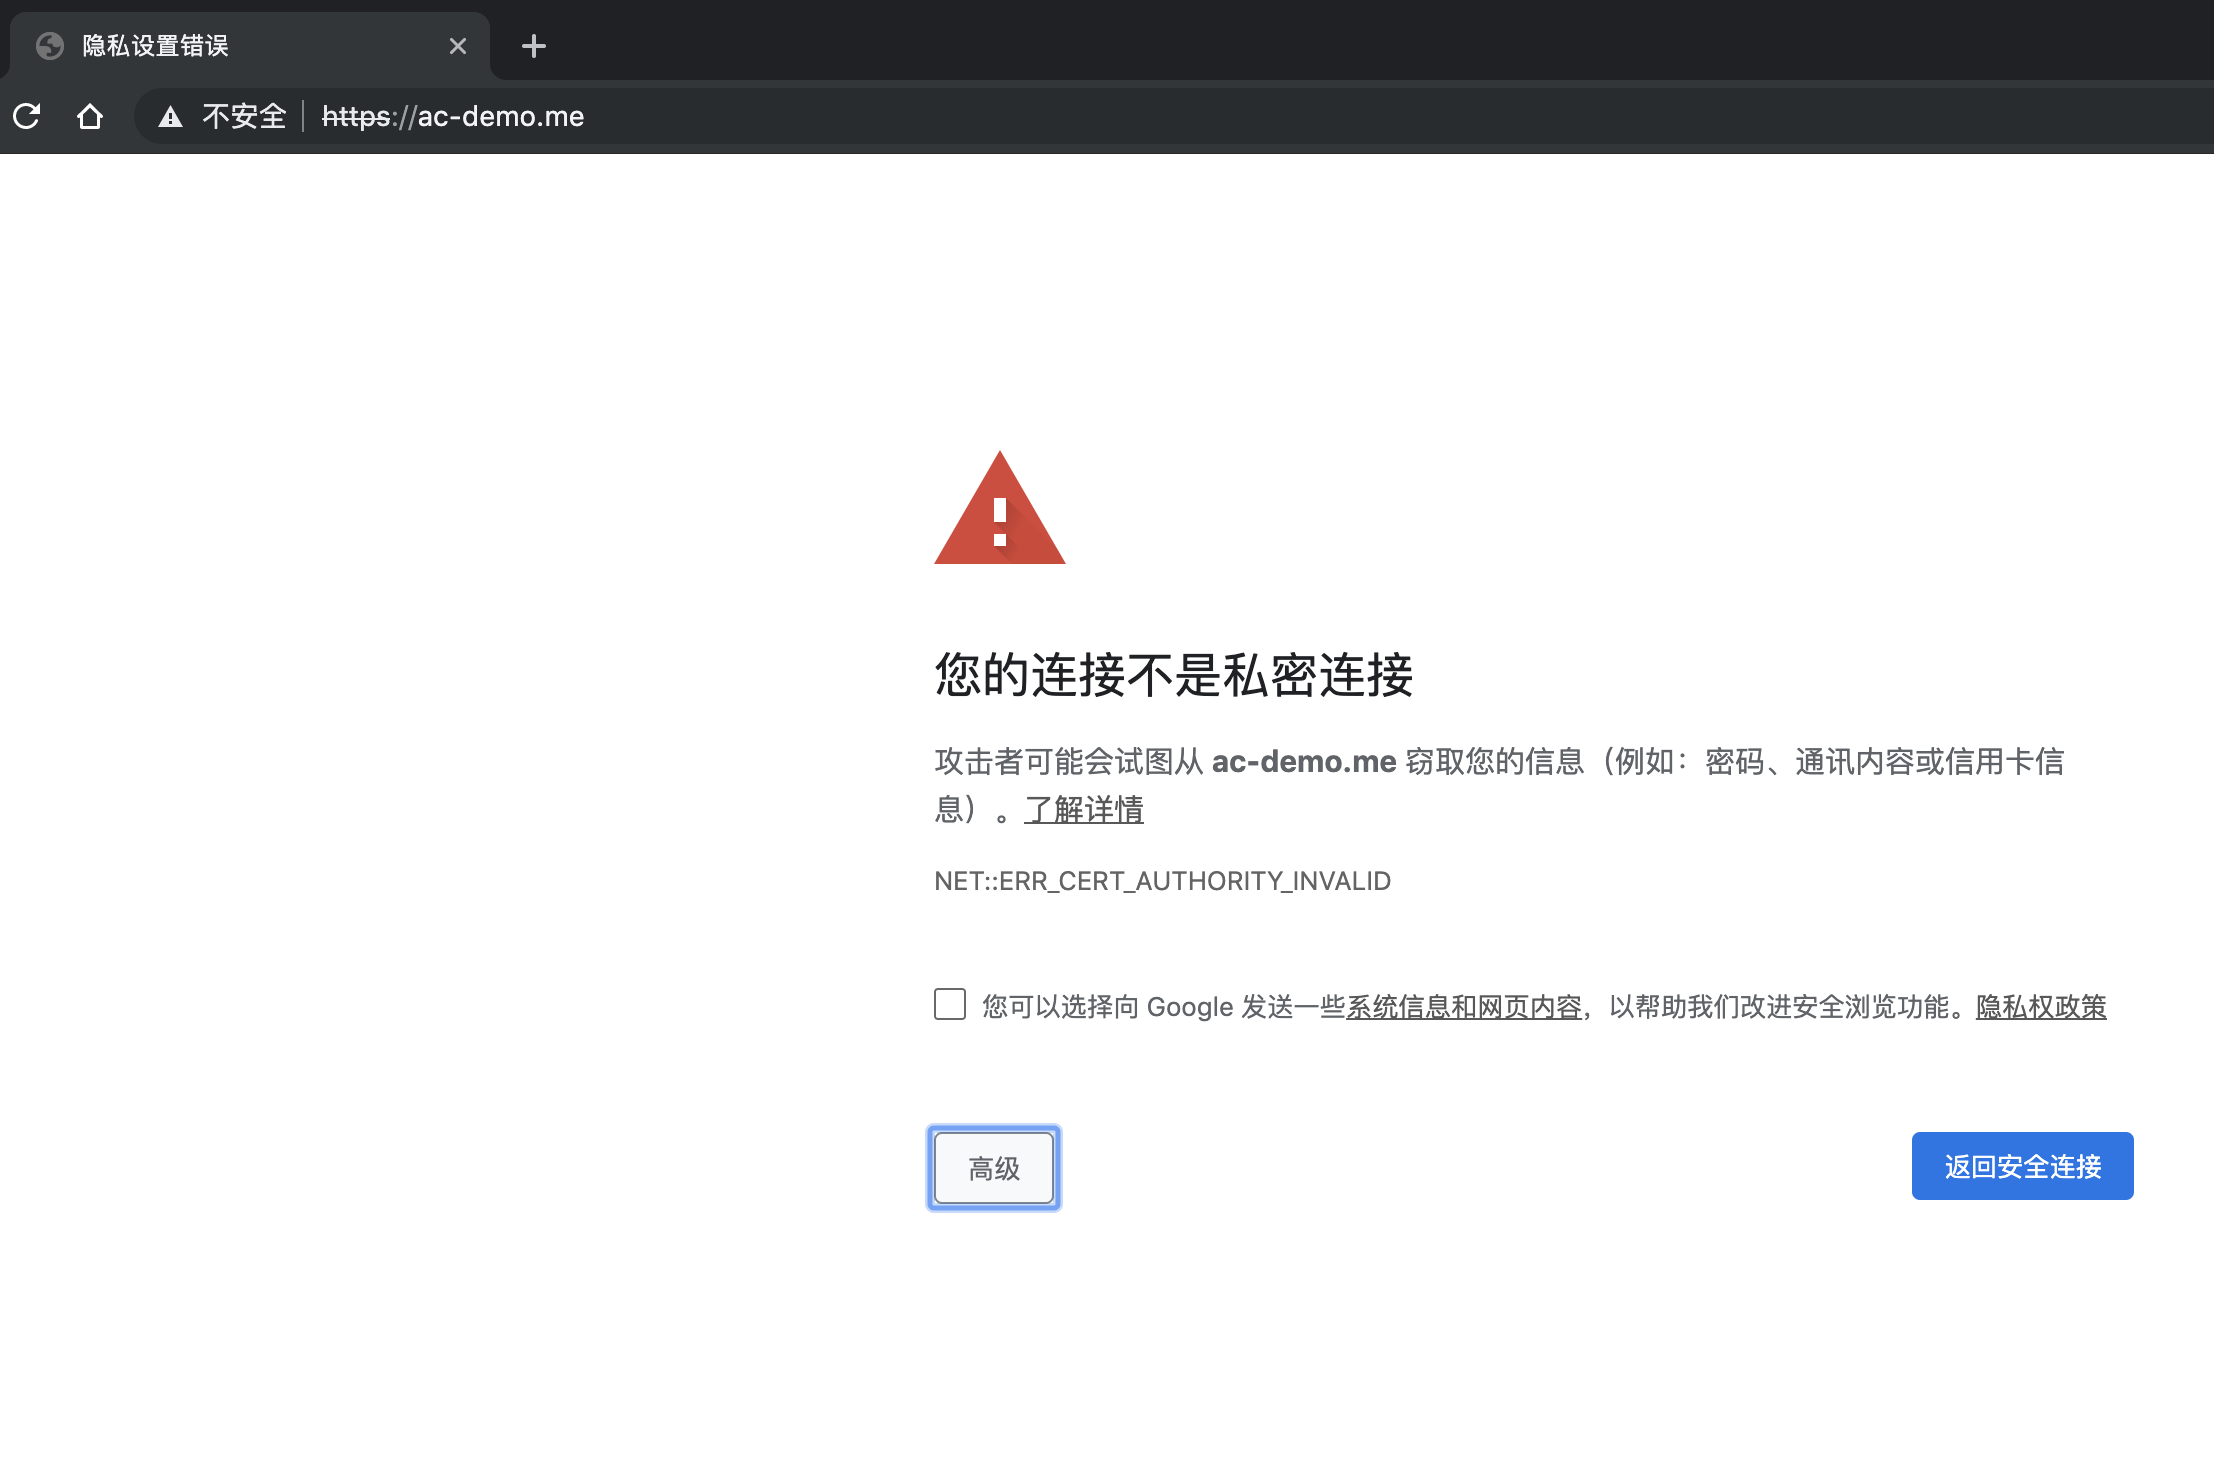 隐私设置错误
不安全 https://ac-demo.me
您的连接不是私密连接
攻击者可能会试图从 ac-demo.me 窃取您的信息（例如：密码、通讯内容或信用卡信
息）。了解详情
NET::ERR_CERT_AUTHORITY_INVALID
您可以选择向 Google 发送一些系统信息和网页内容，以帮助我们改进安全浏览功能。隐私权政策
高级 返回安全连接